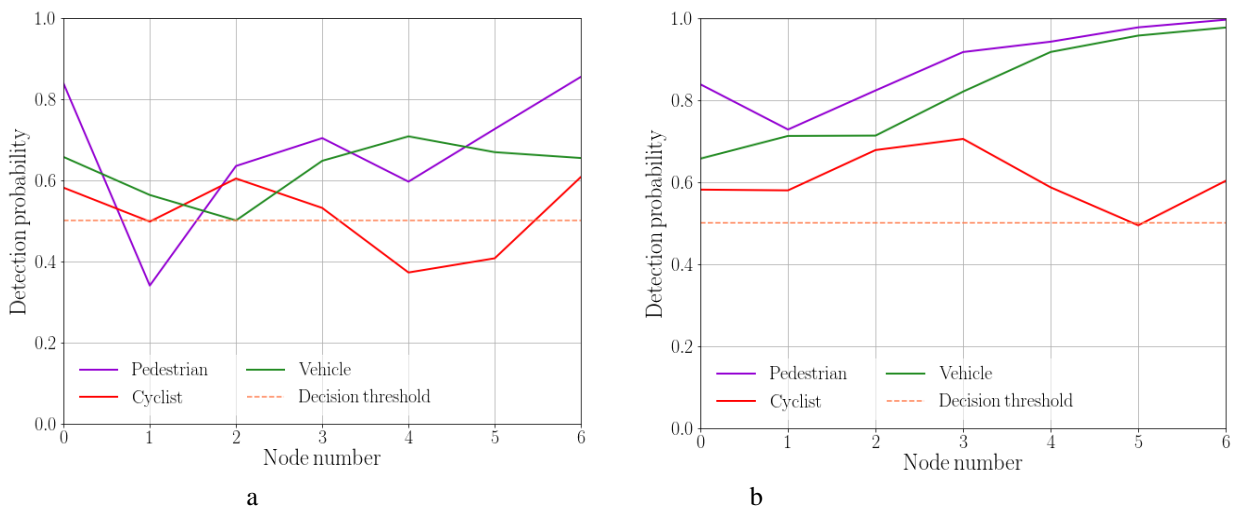 1.0
0.8
0.6
0.4
0.2
0.0
Detection probability
0 1 2 3 4 5 6
Node number
Pedestrian
Cyclist
Vehicle
Decision threshold
a
1.0
0.8
0.6
0.4
0.2
0.0
Detection probability
0 1 2 3 4 5 6
Node number
Pedestrian
Cyclist
Vehicle
Decision threshold
b